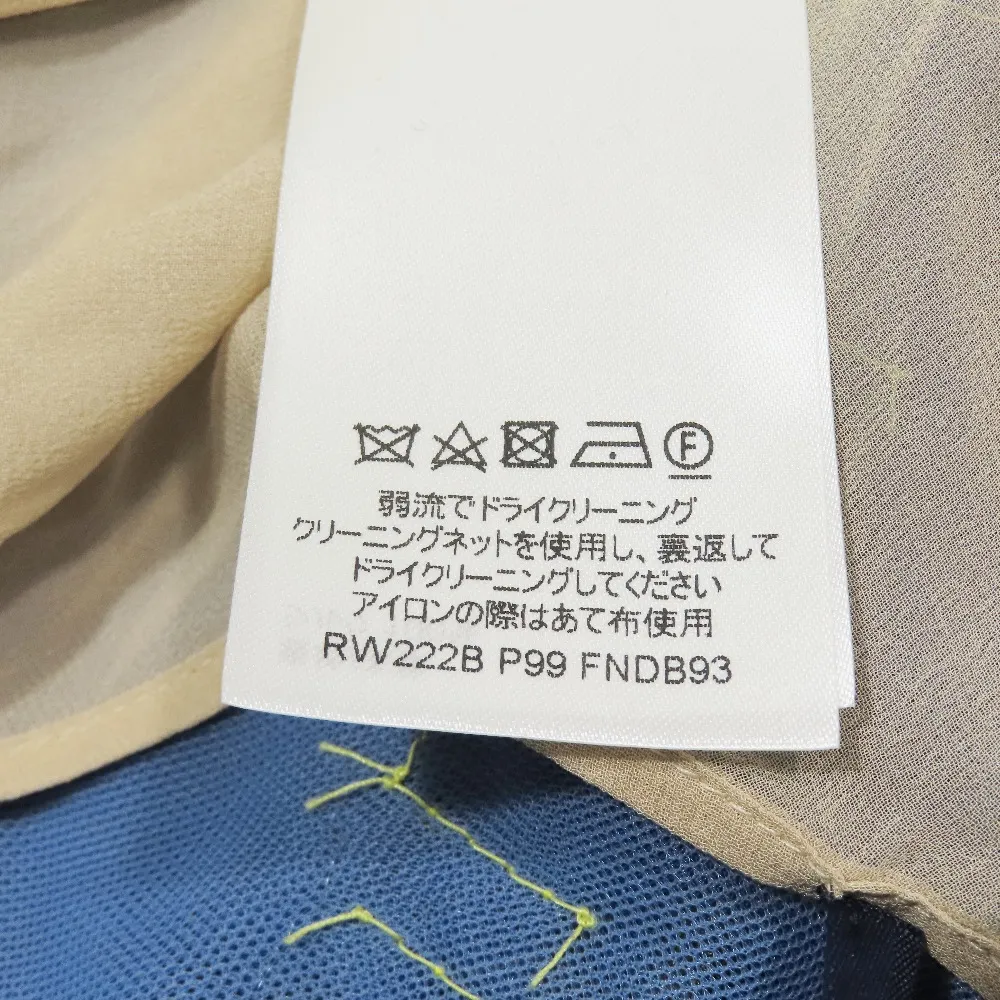 F
弱流でドライクリーニング
クリーニングネットを使用し、裏返して
ドライクリーニングしてください
アイロンの際はあて布使用
RW222B P99 FNDB93